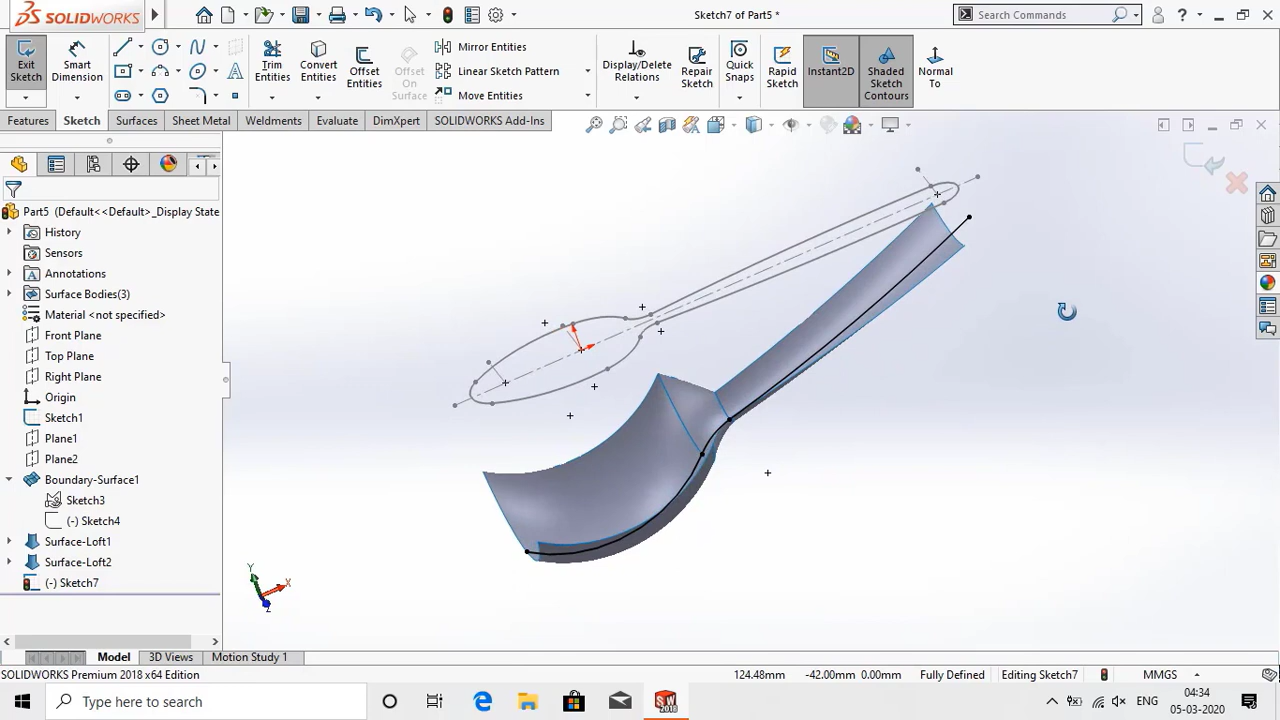 SOLIDWORKS
Sketch7 of Part5 *
Search Commands
?
Exit Sketch
Smart Dimension
Trim Entities
Convert Entities
Offset Entities
Offset On Surface
Mirror Entities
Linear Sketch Pattern
Move Entities
Display/Delete Relations
Repair Sketch
Quick Snaps
Rapid Sketch
Instant2D
Shaded Sketch Contours
Normal To
Features
Sketch
Surfaces
Sheet Metal
Weldments
Evaluate
DimXpert
SOLIDWORKS Add-Ins
Part5 (Default<<Default>_Display State
History
Sensors
Annotations
Surface Bodies(3)
Material <not specified>
Front Plane
Top Plane
Right Plane
Origin
Sketch1
Plane1
Plane2
Boundary-Surface1
Sketch3
(-) Sketch4
Surface-Loft1
Surface-Loft2
(-) Sketch7
Y
X
Z
Model
3D Views
Motion Study 1
SOLIDWORKS Premium 2018 x64 Edition
124.48mm
-42.00mm 0.00mm
Fully Defined
Editing Sketch7
MMGS
Type here to search
SW
2018
ENG
04:34
05-03-2020